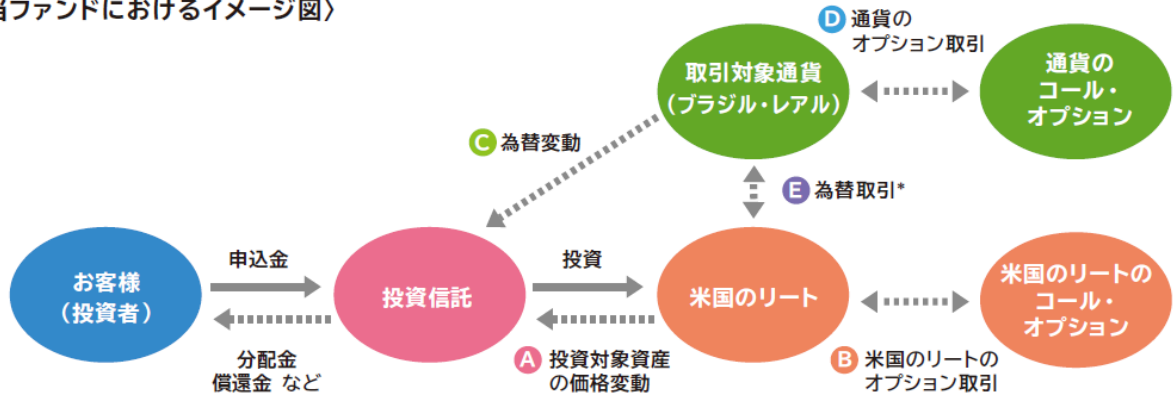 当ファンドにおけるイメージ図〉
D 通貨の
オプション取引
取引対象通貨
（ブラジル・レアル）
通貨の
コール・
オプション
C 為替変動
E 為替取引*
お客様
（投資者）
申込金
分配金
償還金 など
投資信託
投資
A 投資対象資産
の価格変動
米国のリート
B 米国のリートの
オプション取引
米国のリートの
コール・
オプション